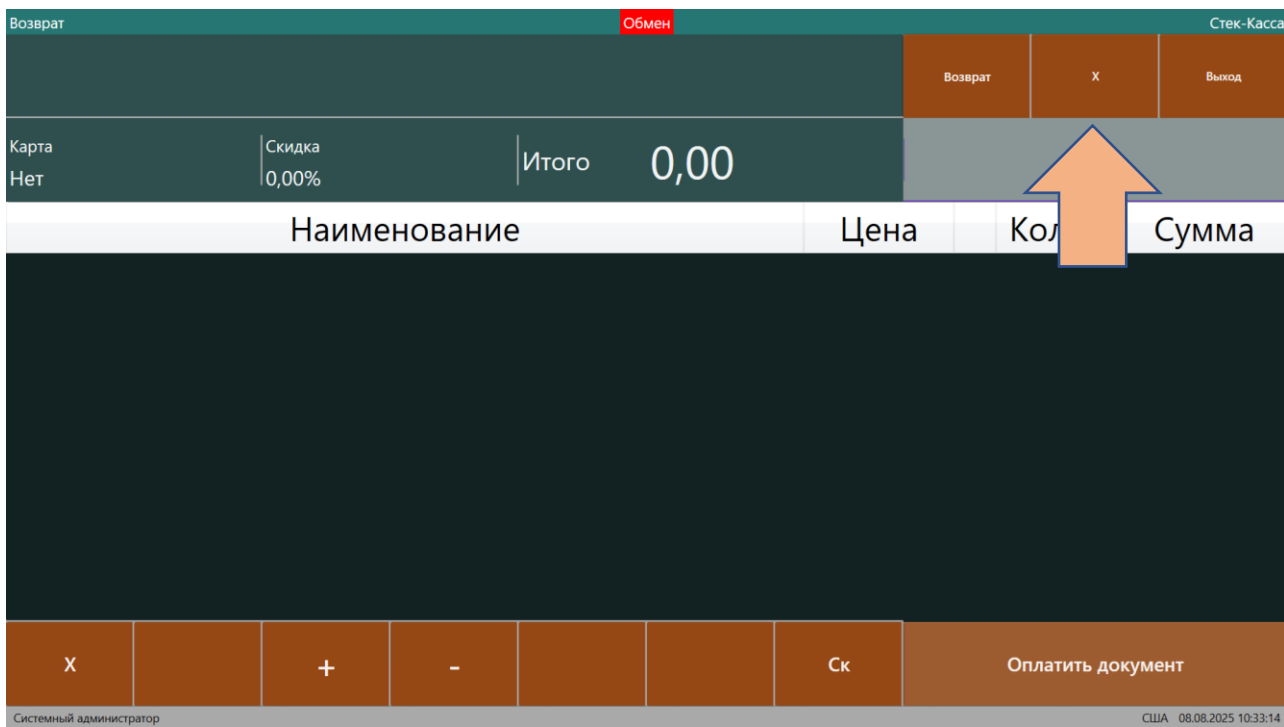 Возврат Обмен Стек-Касса
Возврат X Выход
Карта Скидка Итого 0,00
Нет 0,00%
Наименование Цена Сумма
X + - Ск Оплатить документ
Системный администратор США 08.08.2025 10:33:14